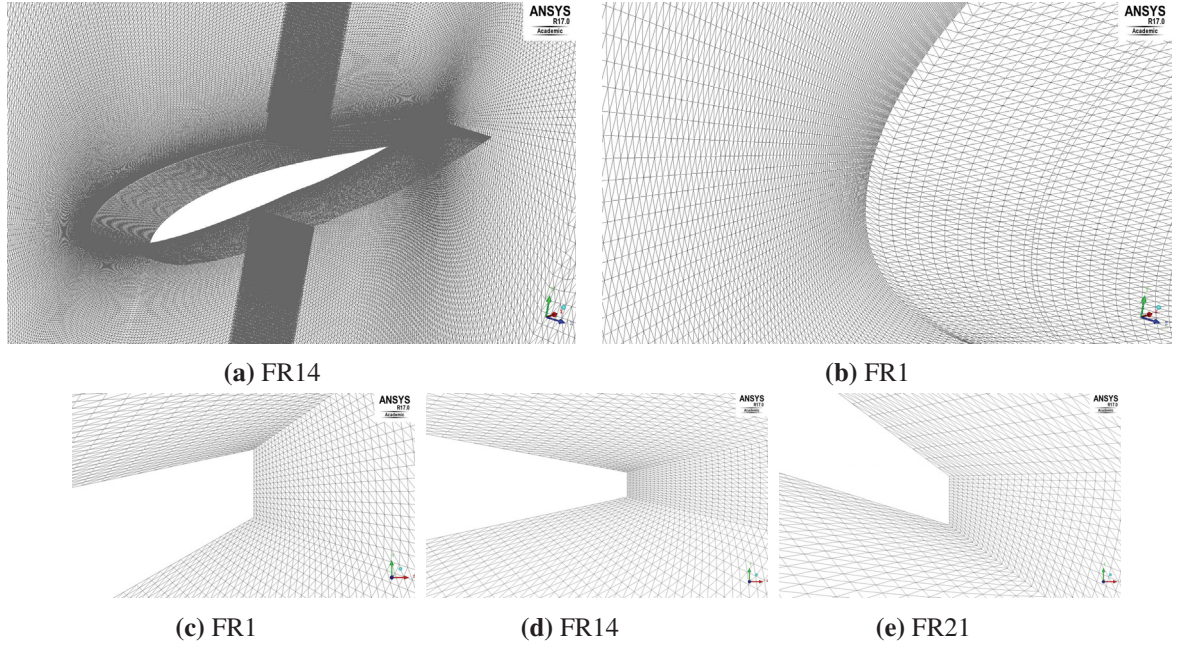 ANSYS
R17.0
Academic
ANSYS
R17.0
Academic
(a) FR14
(b) FR1
ANSYS
R17.0
Academic
ANSYS
R17.0
Academic
ANSYS
R17.0
Academic
(c) FR1
(d) FR14
(e) FR21